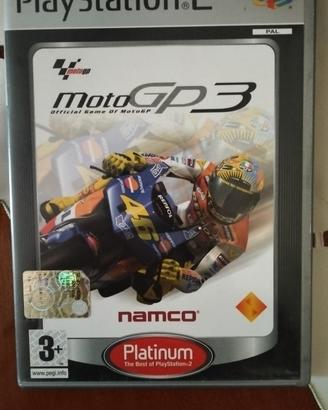 PlayStation 2
PAL
motogp
MotoGP3
Official Game Of MotoGP
REPSOL
46
namco
3+
www.pegi.info
Platinum
The Best of PlayStation 2